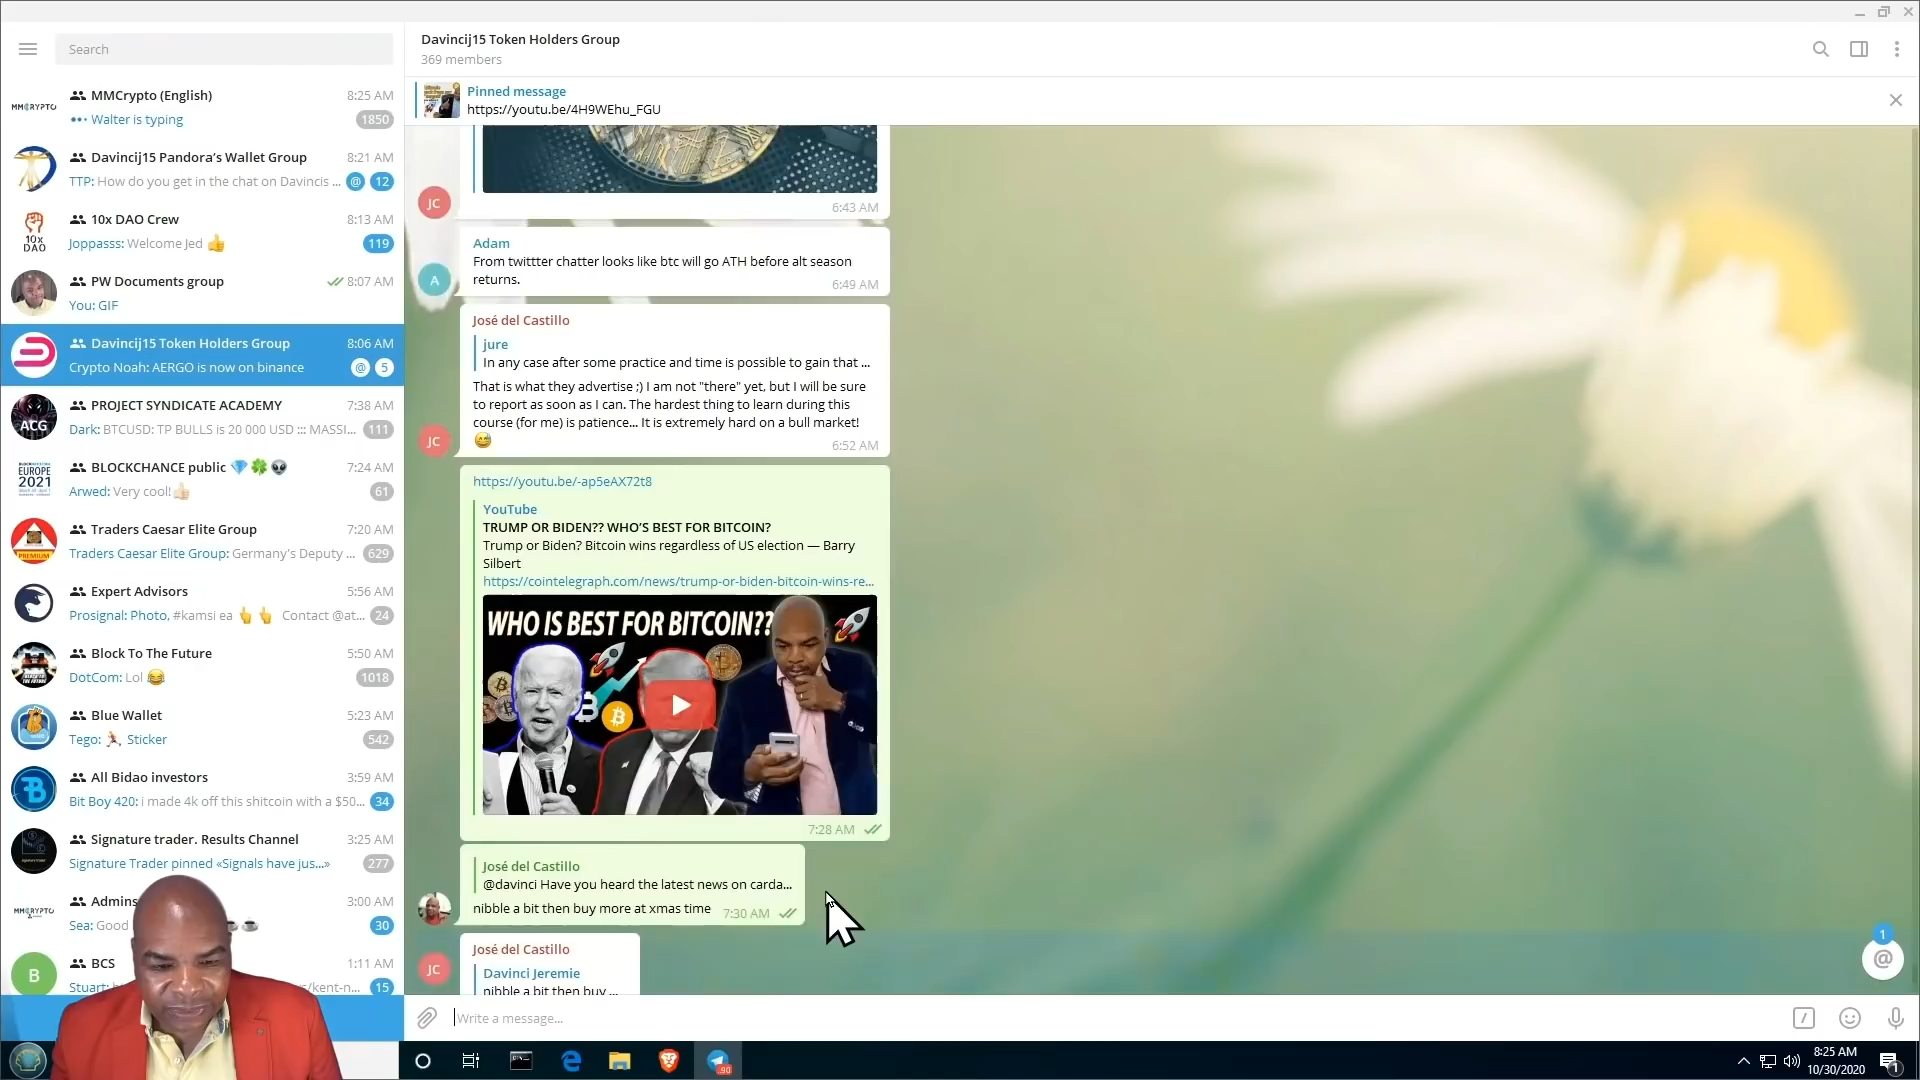 Search
MMCRYPTO
MMCrypto (English)
8:25 AM
Walter is typing
1850
Davincij15 Pandora's Wallet Group
8:21 AM
TTP: How do you get in the chat on Davincis ...
@
12
10x
DAO
10x DAO Crew
8:13 AM
Joppasss: Welcome Jed 👍
119
PW Documents group
8:07 AM
You: GIF
Davincij15 Token Holders Group
8:06 AM
Crypto Noah: AERGO is now on binance
@
5
ACG
PROJECT SYNDICATE ACADEMY
7:38 AM
Dark: BTCUSD: TP BULLS is 20 000 USD ::: MASSI...
111
EUROPE
2021
BLOCKCHANCE public 💎🍀👽
7:24 AM
Arwed: Very cool!👍🏻
61
PREMIUM
Traders Caesar Elite Group
7:20 AM
Traders Caesar Elite Group: Germany's Deputy ...
629
Expert Advisors
5:56 AM
Prosignal: Photo, #kamsi ea 👆 👆 Contact @at...
24
Block To The Future
5:50 AM
DotCom: Lol 😂
1018
Blue Wallet
5:23 AM
Tego: 🏃 Sticker
542
All Bidao investors
3:59 AM
Bit Boy 420: i made 4k off this shitcoin with a $50...
34
Signature trader. Results Channel
3:25 AM
Signature Trader pinned «Signals have jus...»
277
MMCRYPTO
Admins
3:00 AM
Sea: Good
30
B
BCS
1:11 AM
Stuart:
s/kent-n...
15
Davincij15 Token Holders Group
369 members
Pinned message
https://youtu.be/4H9WEhu_FGU
JC
6:43 AM
Adam
From twittter chatter looks like btc will go ATH before alt season
returns.
6:49 AM
A
José del Castillo
jure
In any case after some practice and time is possible to gain that ...
That is what they advertise ;) I am not "there" yet, but I will be sure
to report as soon as I can. The hardest thing to learn during this
course (for me) is patience... It is extremely hard on a bull market!
😅
6:52 AM
JC
https://youtu.be/-ap5eAX72t8
YouTube
TRUMP OR BIDEN?? WHO'S BEST FOR BITCOIN?
Trump or Biden? Bitcoin wins regardless of US election — Barry
Silbert
https://cointelegraph.com/news/trump-or-biden-bitcoin-wins-re...
WHO IS BEST FOR BITCOIN??
7:28 AM
José del Castillo
@davinci Have you heard the latest news on carda...
nibble a bit then buy more at xmas time
7:30 AM
José del Castillo
JC
Davinci Jeremie
nibble a bit then buy ...
1
@
Write a message...
90
8:25 AM
10/30/2020
1